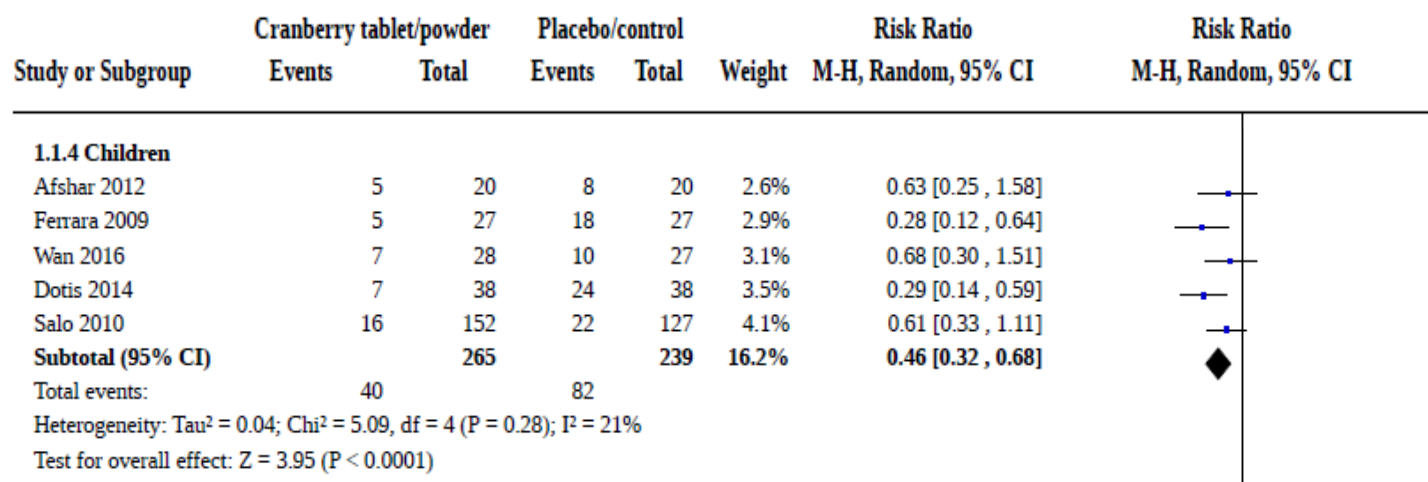 Cranberry tablet/powder Placebo/control Risk Ratio Risk Ratio
Study or Subgroup Events Total Events Total Weight M-H, Random, 95% CI M-H, Random, 95% CI
1.1.4 Children
Afshar 2012 5 20 8 20 2.6% 0.63 [0.25 , 1.58]
Ferrara 2009 5 27 18 27 2.9% 0.28 [0.12 , 0.64]
Wan 2016 7 28 10 27 3.1% 0.68 [0.30 , 1.51]
Dotis 2014 7 38 24 38 3.5% 0.29 [0.14 , 0.59]
Salo 2010 16 152 22 127 4.1% 0.61 [0.33 , 1.11]
Subtotal (95% CI) 265 239 16.2% 0.46 [0.32 , 0.68]
Total events: 40 82
Heterogeneity: Tau² = 0.04; Chi² = 5.09, df = 4 (P = 0.28); I² = 21%
Test for overall effect: Z = 3.95 (P < 0.0001)